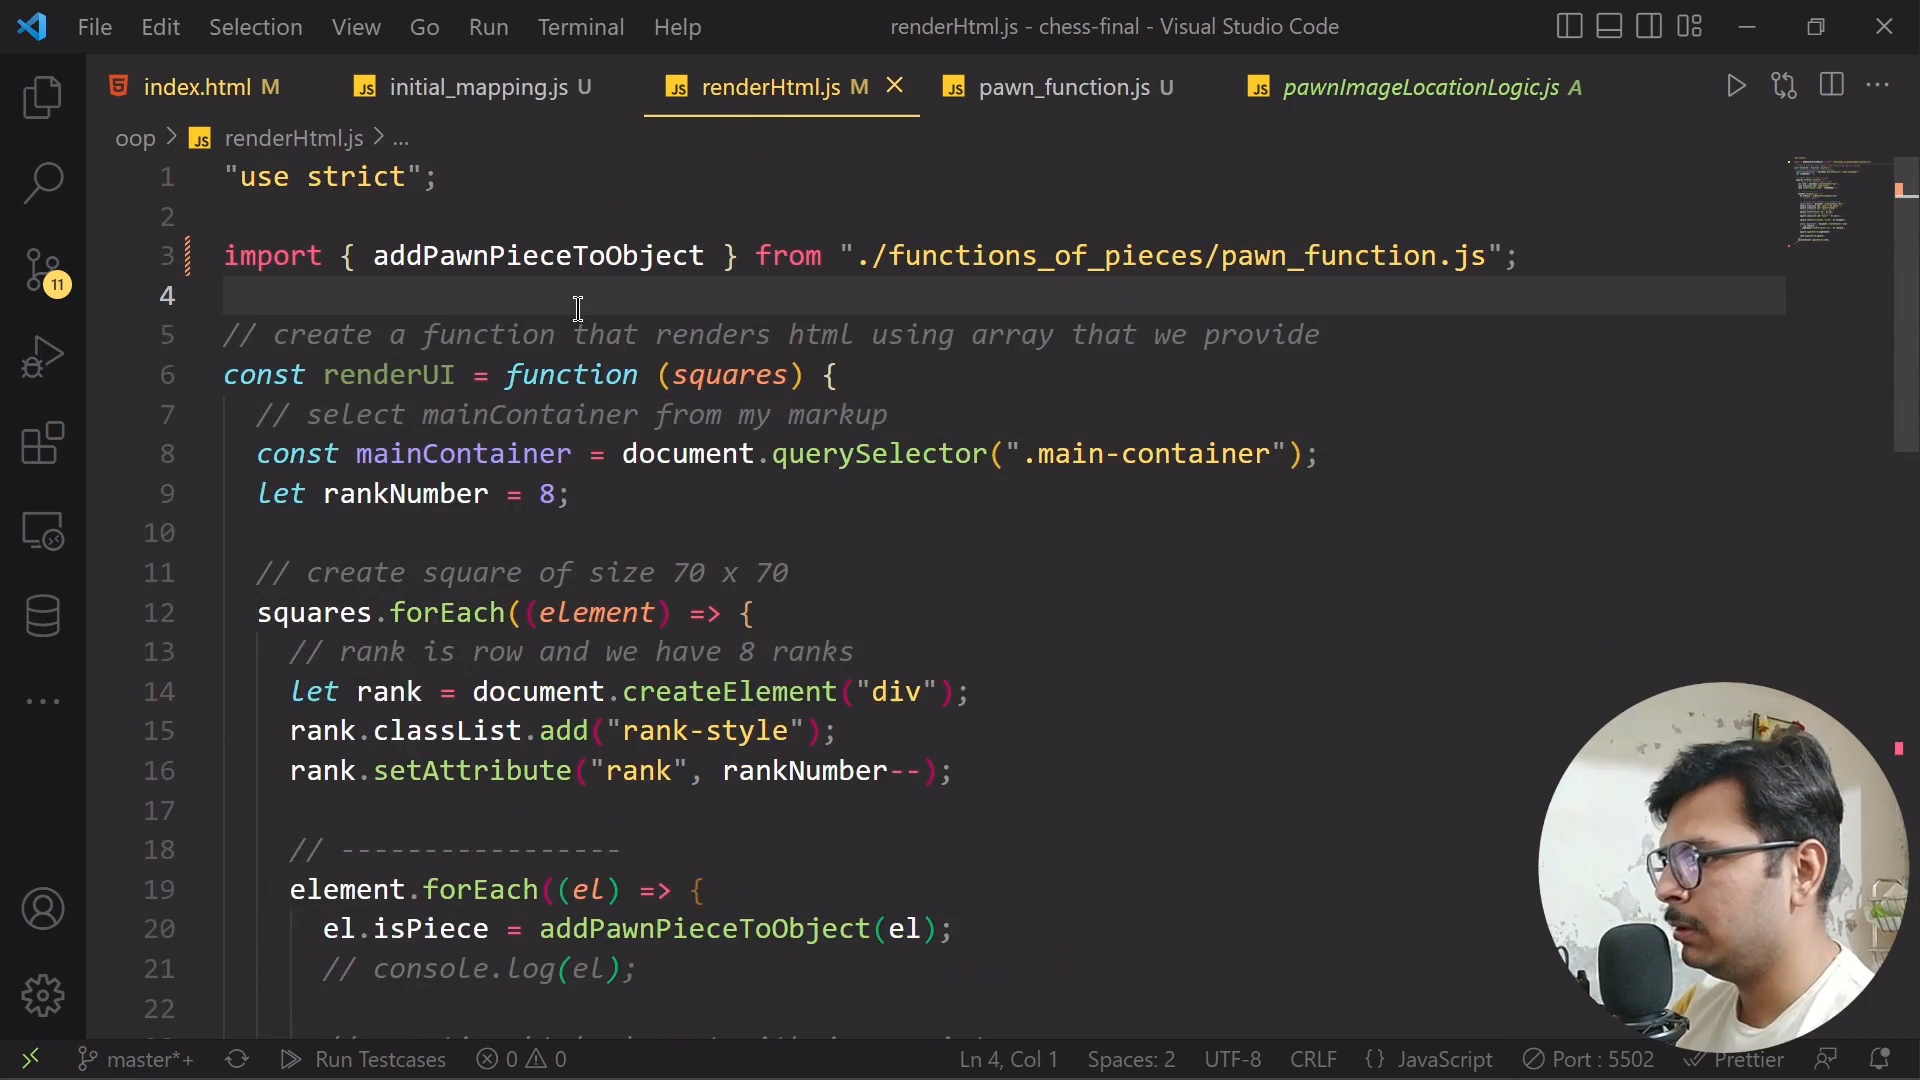 File Edit Selection View Go Run Terminal Help renderHtml.js - chess-final - Visual Studio Code
index.html M initial_mapping.js U renderHtml.js M pawn_function.js U pawnImageLocationLogic.js A
oop > JS renderHtml.js > ...
1 "use strict";
2
3 import { addPawnPieceToObject } from "./functions_of_pieces/pawn_function.js";
4
5 // create a function that renders html using array that we provide
6 const renderUI = function (squares) {
7 // select mainContainer from my markup
8 const mainContainer = document.querySelector(".main-container");
9 let rankNumber = 8;
10
11 // create square of size 70 x 70
12 squares.forEach((element) => {
13 // rank is row and we have 8 ranks
14 let rank = document.createElement("div");
15 rank.classList.add("rank-style");
16 rank.setAttribute("rank", rankNumber--);
17
18 // -----------------
19 element.forEach((el) => {
20 el.isPiece = addPawnPieceToObject(el);
21 // console.log(el);
22
11
master*+ Run Testcases 0 0 Ln 4, Col 1 Spaces: 2 UTF-8 CRLF {} JavaScript Port : 5502 Prettier